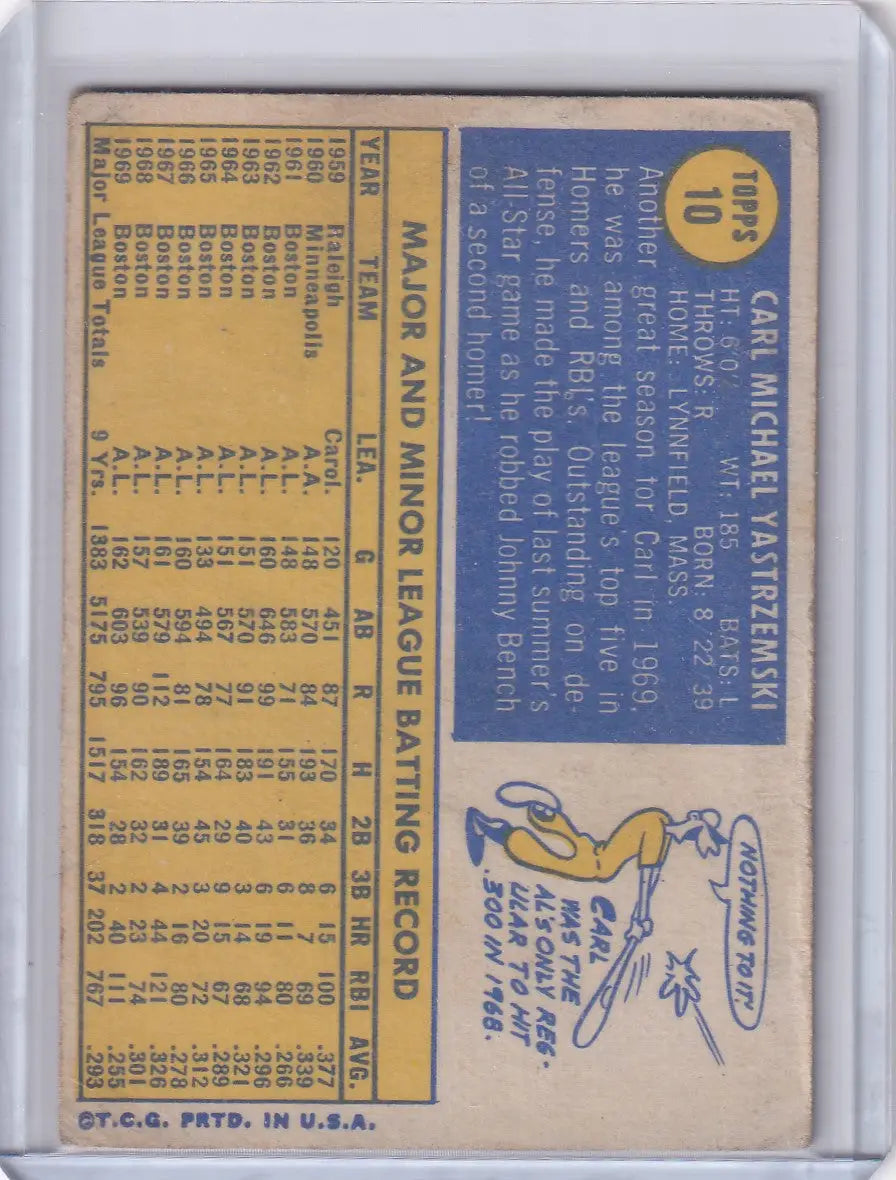 TOPPS
10
CARL MICHAEL YASTRZEMSKI
HT: 6'0" WT: 185 BATS: L
THROWS: R BORN: 8/22/39
HOME: LYNNFIELD, MASS.
Another great season for Carl in 1969,
he was among the league's top five in
Homers and RBI's. Outstanding on de-
fense, he made the play of last summer's
All-Star game as he robbed Johnny Bench
of a second homer!
NOTHING TO IT!
CARL
WAS THE
AL'S ONLY REG-
ULAR TO HIT
.300 IN 1968.
MAJOR AND MINOR LEAGUE BATTING RECORD
YEAR TEAM LEA. G AB R H 2B 3B HR RBI AVG.
1959 Raleigh Carol. 120 451 87 170 34 6 15 100 .377
1960 Minneapolis A.A. 148 570 84 193 36 8 7 69 .339
1961 Boston A.L. 148 583 71 155 31 6 11 80 .266
1962 Boston A.L. 160 646 99 191 43 6 19 94 .296
1963 Boston A.L. 151 570 91 183 40 3 14 68 .321
1964 Boston A.L. 151 567 77 164 29 9 15 67 .289
1965 Boston A.L. 133 494 78 154 45 3 20 72 .312
1966 Boston A.L. 160 594 81 165 39 2 16 80 .278
1967 Boston A.L. 161 579 112 189 31 4 44 121 .326
1968 Boston A.L. 157 539 90 162 32 2 23 74 .301
1969 Boston A.L. 162 603 96 154 28 2 40 111 .255
Major League Totals 9 Yrs. 1383 5175 795 1517 318 37 202 767 .293
©T.C.G. PRTD. IN U.S.A.